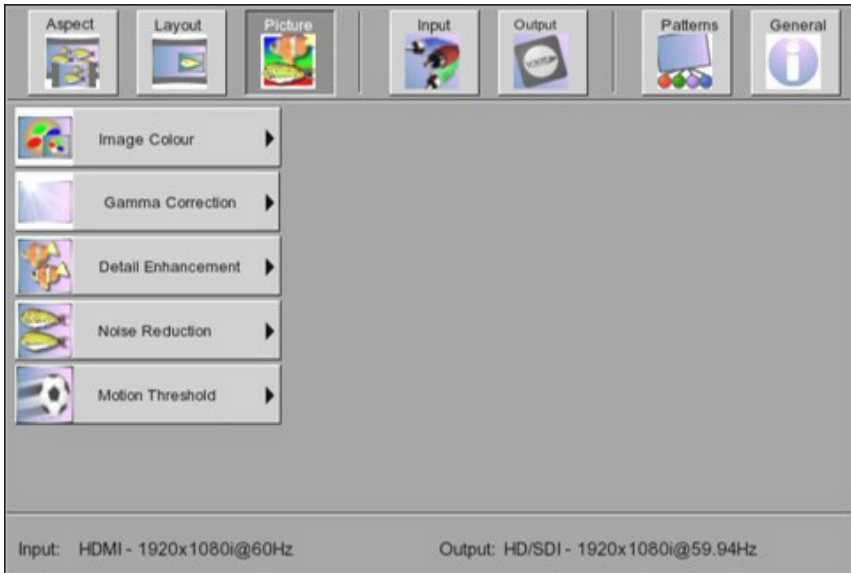 Aspect Layout Picture Input Output Patterns General
Image Colour
Gamma Correction
Detail Enhancement
Noise Reduction
Motion Threshold
Input: HDMI - 1920x1080i@60Hz Output: HD/SDI - 1920x1080i@59.94Hz